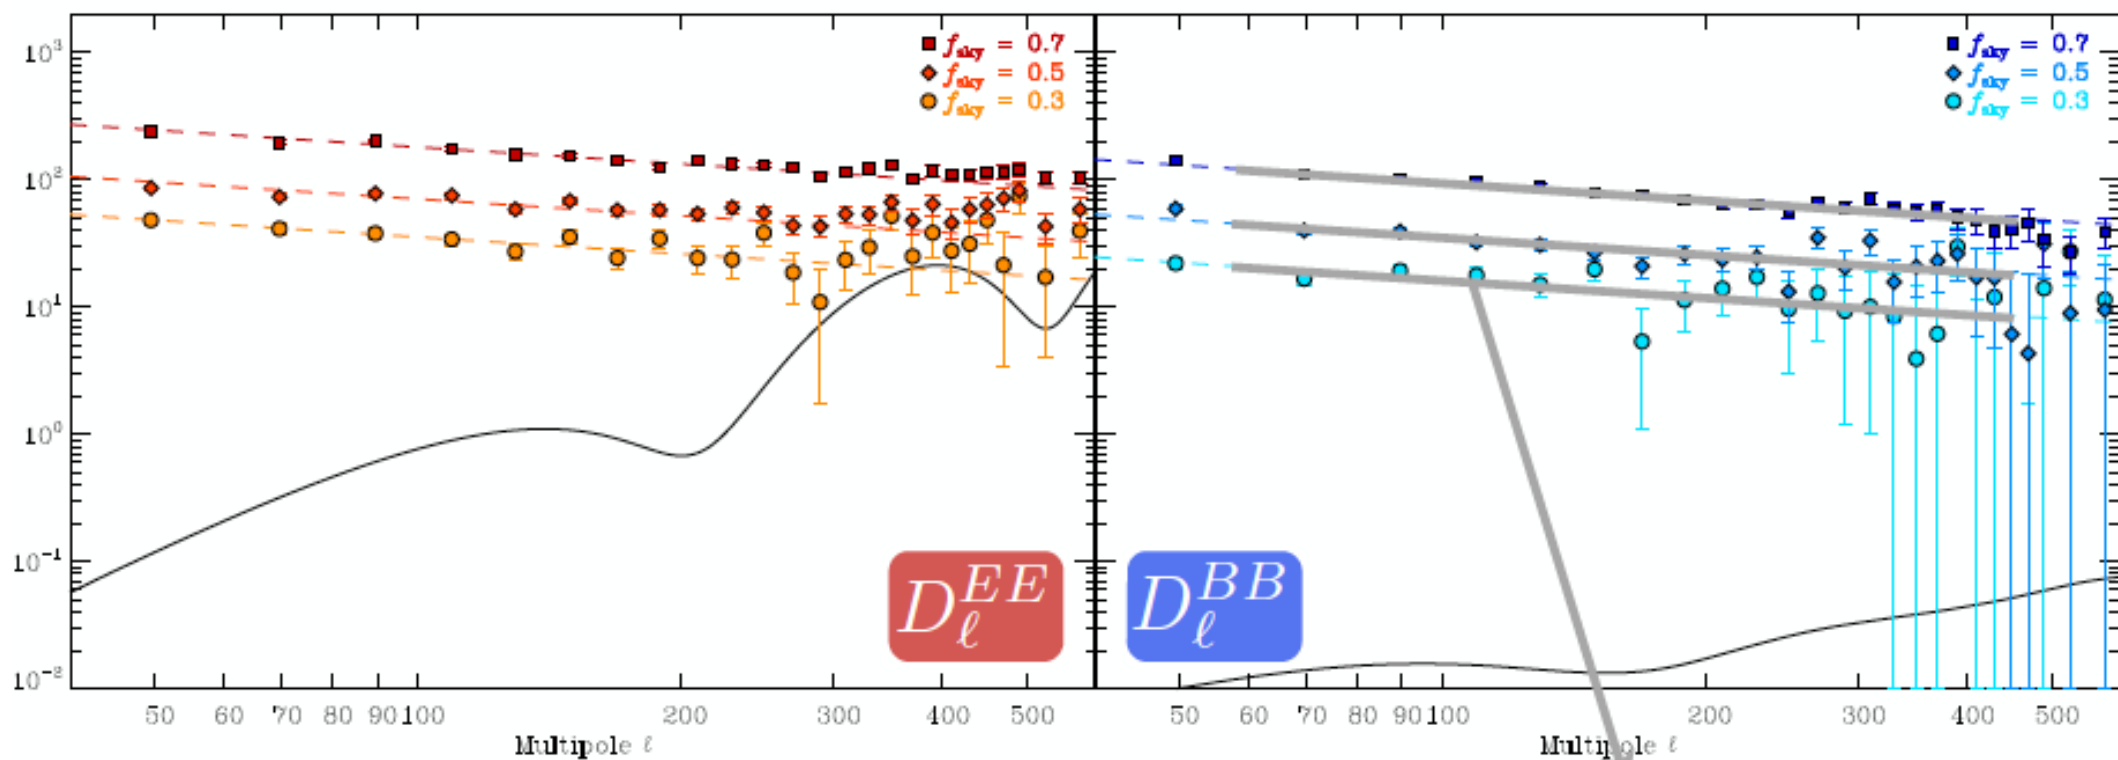 10³
10²
10¹
10⁰
10⁻¹
10⁻²
f_sky = 0.7
f_sky = 0.5
f_sky = 0.3
D_ℓ^EE
50 60 70 80 90 100 200 300 400 500
Multipole ℓ
f_sky = 0.7
f_sky = 0.5
f_sky = 0.3
D_ℓ^BB
50 60 70 80 90 100 200 300 400 500
Multipole ℓ